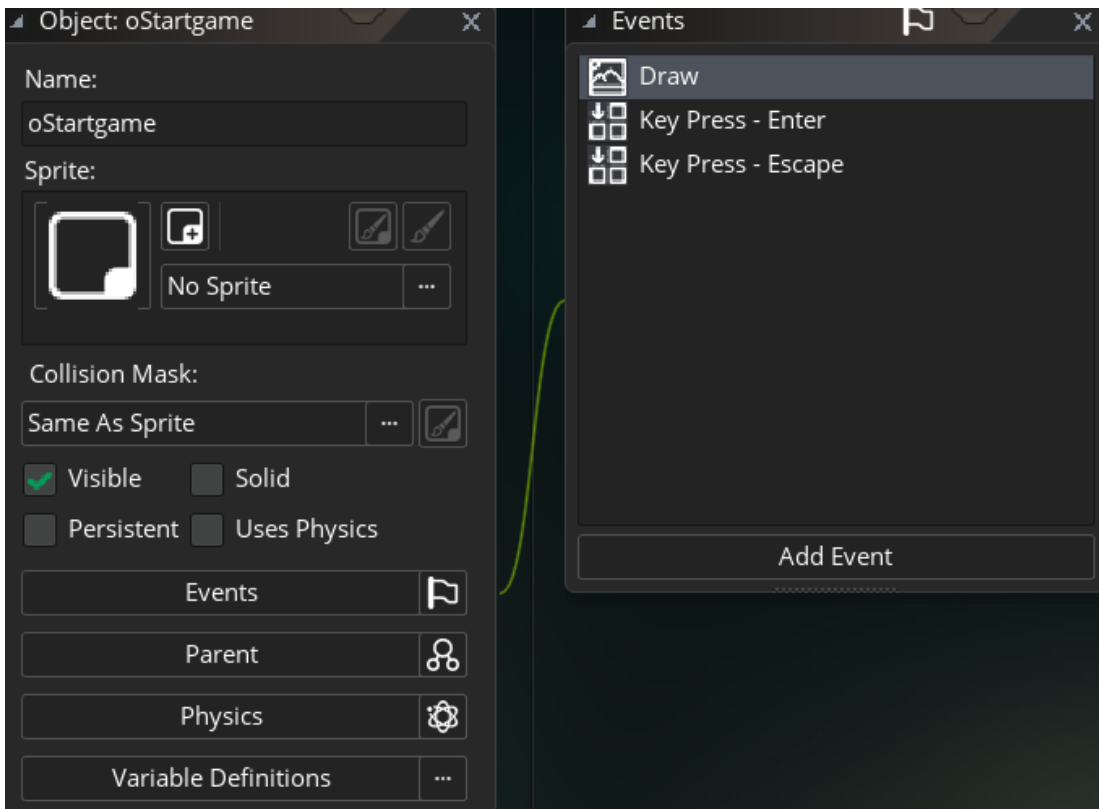 Object: oStartgame
Name:
oStartgame
Sprite:
No Sprite
Collision Mask:
Same As Sprite
Visible
Solid
Persistent
Uses Physics
Events
Parent
Physics
Variable Definitions
Events
Draw
Key Press - Enter
Key Press - Escape
Add Event